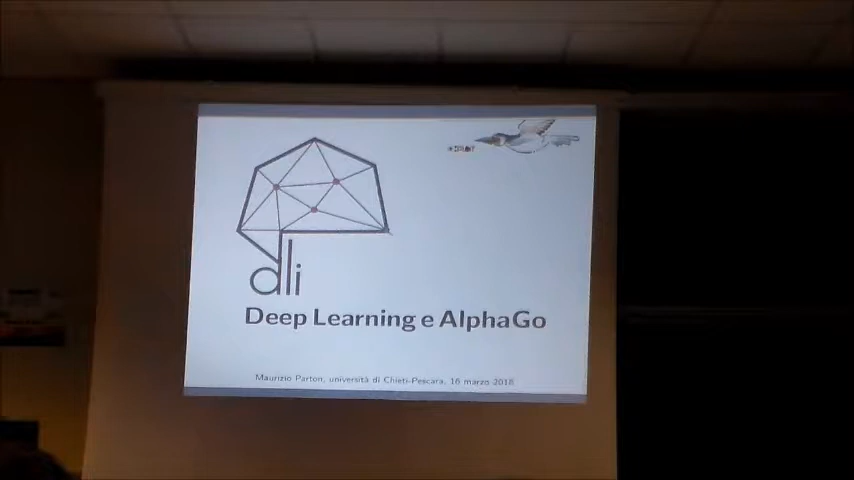 dli
Deep Learning e AlphaGo
Maurizio Parton, università di Chieti-Pescara, 16 marzo 2018